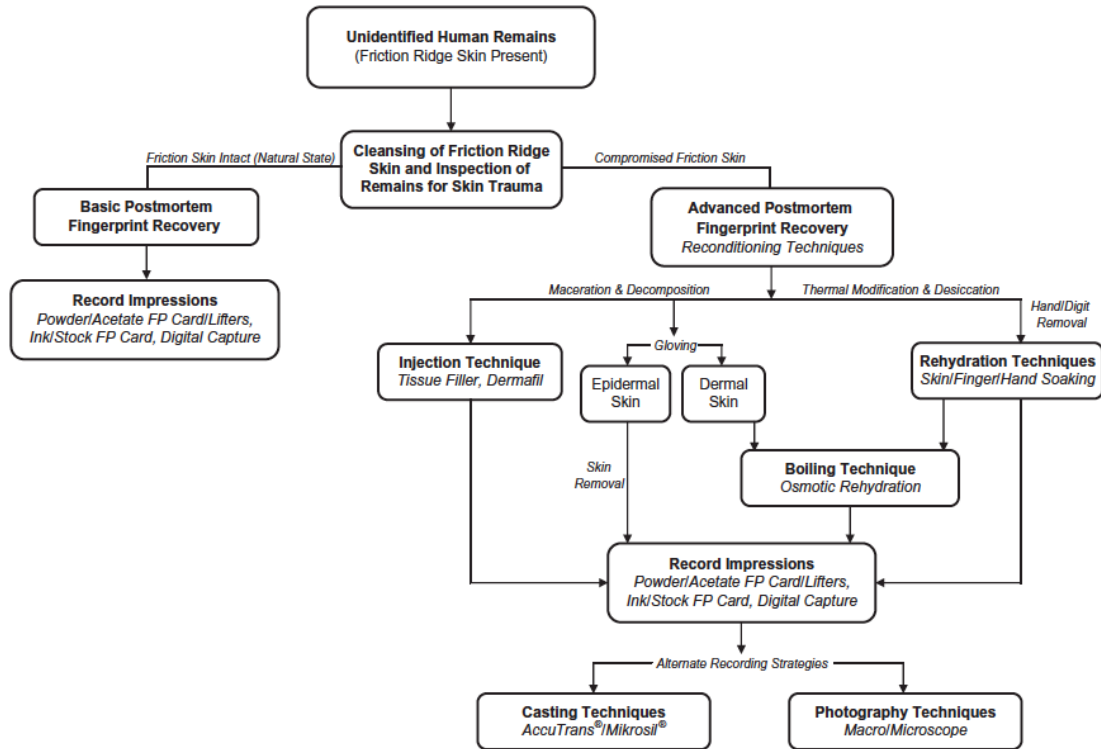 Unidentified Human Remains
(Friction Ridge Skin Present)
Friction Skin Intact (Natural State)
Cleansing of Friction Ridge
Skin and Inspection of
Remains for Skin Trauma
Compromised Friction Skin
Basic Postmortem
Fingerprint Recovery
Advanced Postmortem
Fingerprint Recovery
Reconditioning Techniques
Record Impressions
Powder/Acetate FP Card/Lifters,
Ink/Stock FP Card, Digital Capture
Maceration & Decomposition
Thermal Modification & Desiccation
Hand/Digit
Removal
Injection Technique
Tissue Filler, Dermafil
Gloving
Epidermal
Skin
Dermal
Skin
Rehydration Techniques
Skin/Finger/Hand Soaking
Skin
Removal
Boiling Technique
Osmotic Rehydration
Record Impressions
Powder/Acetate FP Card/Lifters,
Ink/Stock FP Card, Digital Capture
Alternate Recording Strategies
Casting Techniques
AccuTrans®/Mikrosil®
Photography Techniques
Macro/Microscope